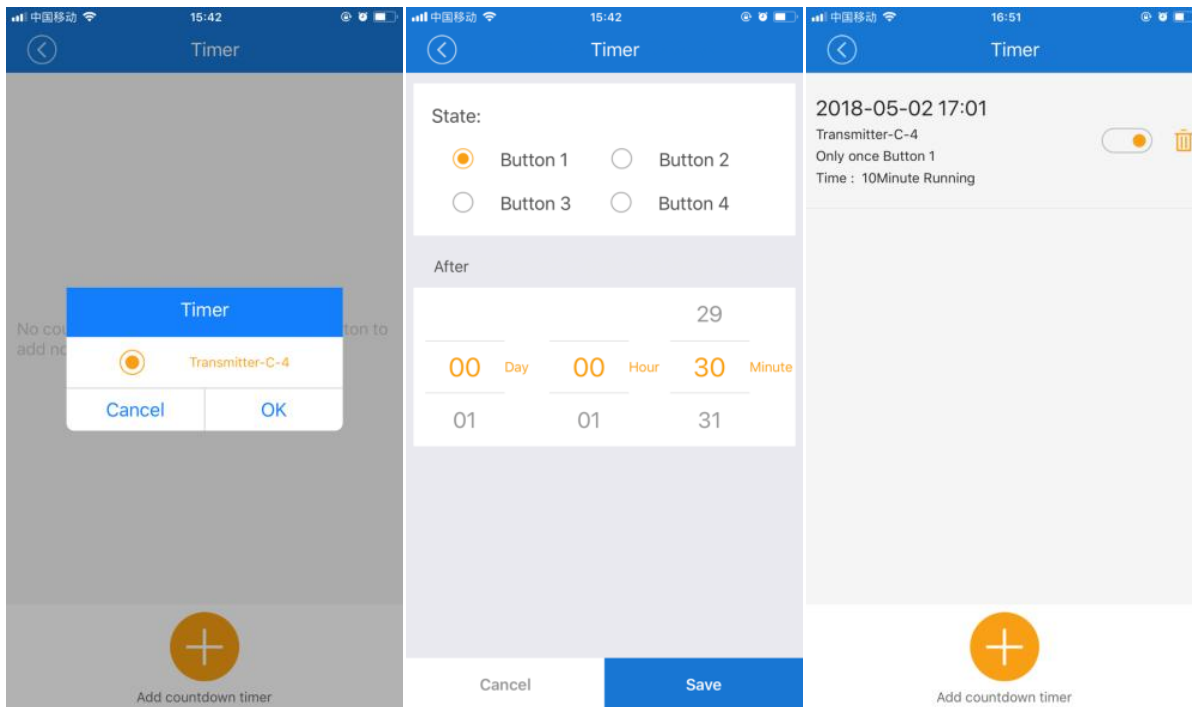 中国移动 15:42
Timer
No cou
ton to
add no
Timer
Transmitter-C-4
Cancel OK
Add countdown timer
中国移动 15:42
Timer
State:
Button 1 Button 2
Button 3 Button 4
After
29
00 Day 00 Hour 30 Minute
01 01 31
Cancel Save
中国移动 16:51
Timer
2018-05-02 17:01
Transmitter-C-4
Only once Button 1
Time : 10Minute Running
Add countdown timer